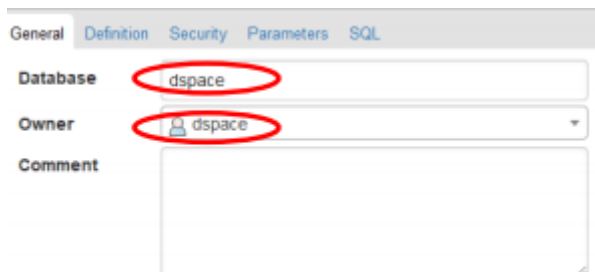 General Definition Security Parameters SQL
Database dspace
Owner dspace
Comment